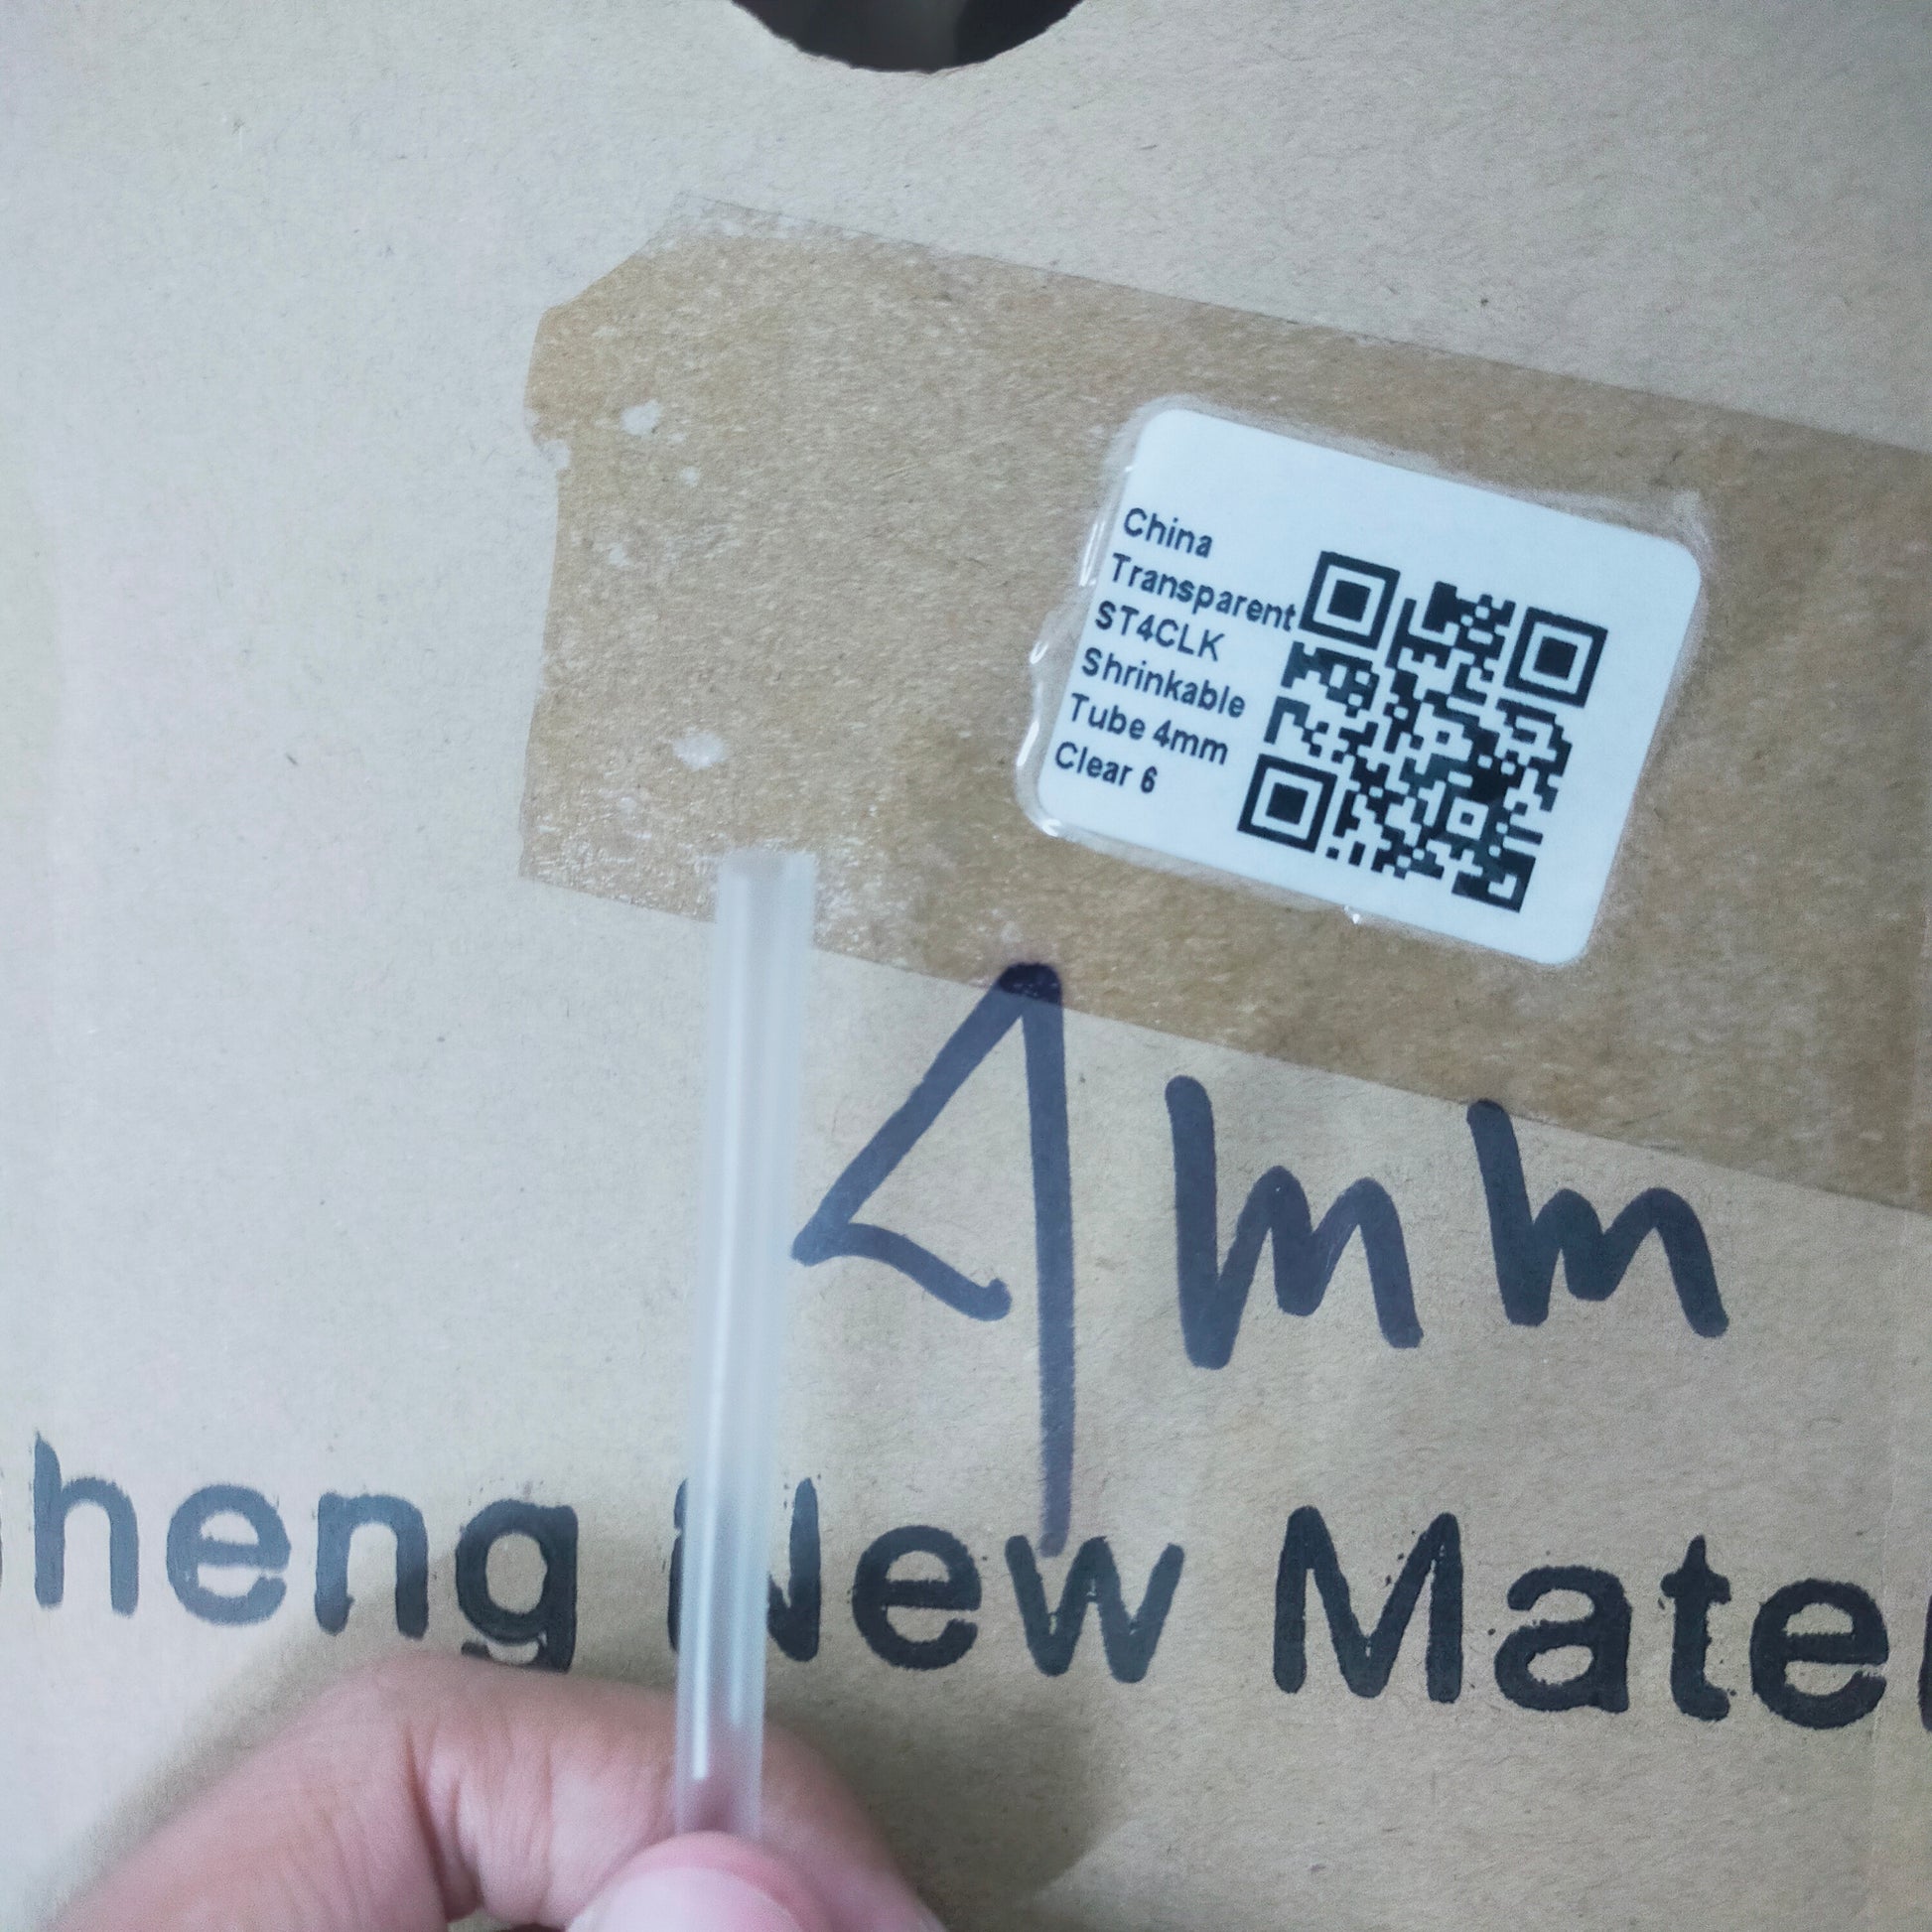 China
Transparent
ST4CLK
Shrinkable
Tube 4mm
Clear 6
4mm
heng New Mate